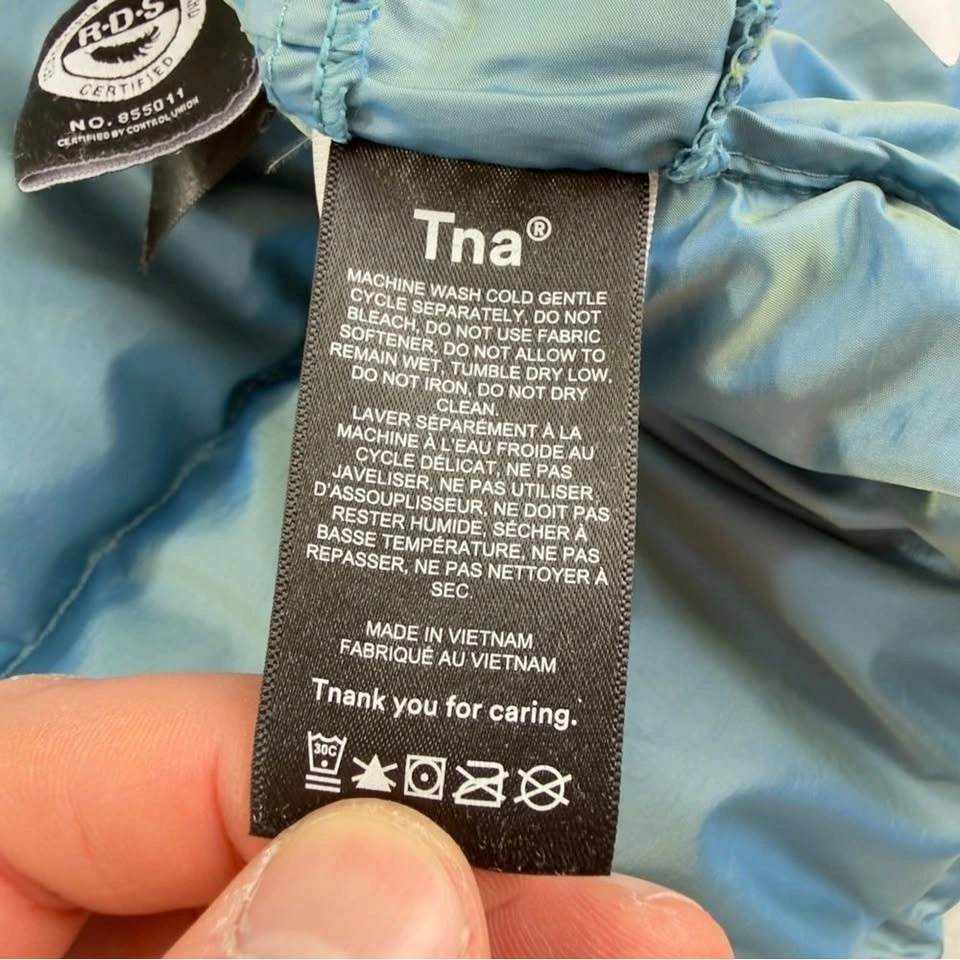 R·D·S
CERTIFIED
NO. 855011
CERTIFIED BY CONTROL UNION
Tna®
MACHINE WASH COLD GENTLE
CYCLE SEPARATELY, DO NOT
BLEACH, DO NOT USE FABRIC
SOFTENER, DO NOT ALLOW TO
REMAIN WET, TUMBLE DRY LOW,
DO NOT IRON, DO NOT DRY
CLEAN.
LAVER SÉPARÉMENT À LA
MACHINE À L'EAU FROIDE AU
CYCLE DÉLICAT, NE PAS
JAVELISER, NE PAS UTILISER
D'ASSOUPLISSEUR, NE DOIT PAS
RESTER HUMIDE, SÉCHER À
BASSE TEMPÉRATURE, NE PAS
REPASSER, NE PAS NETTOYER À
SEC
MADE IN VIETNAM
FABRIQUÉ AU VIETNAM
Tnank you for caring.
30C